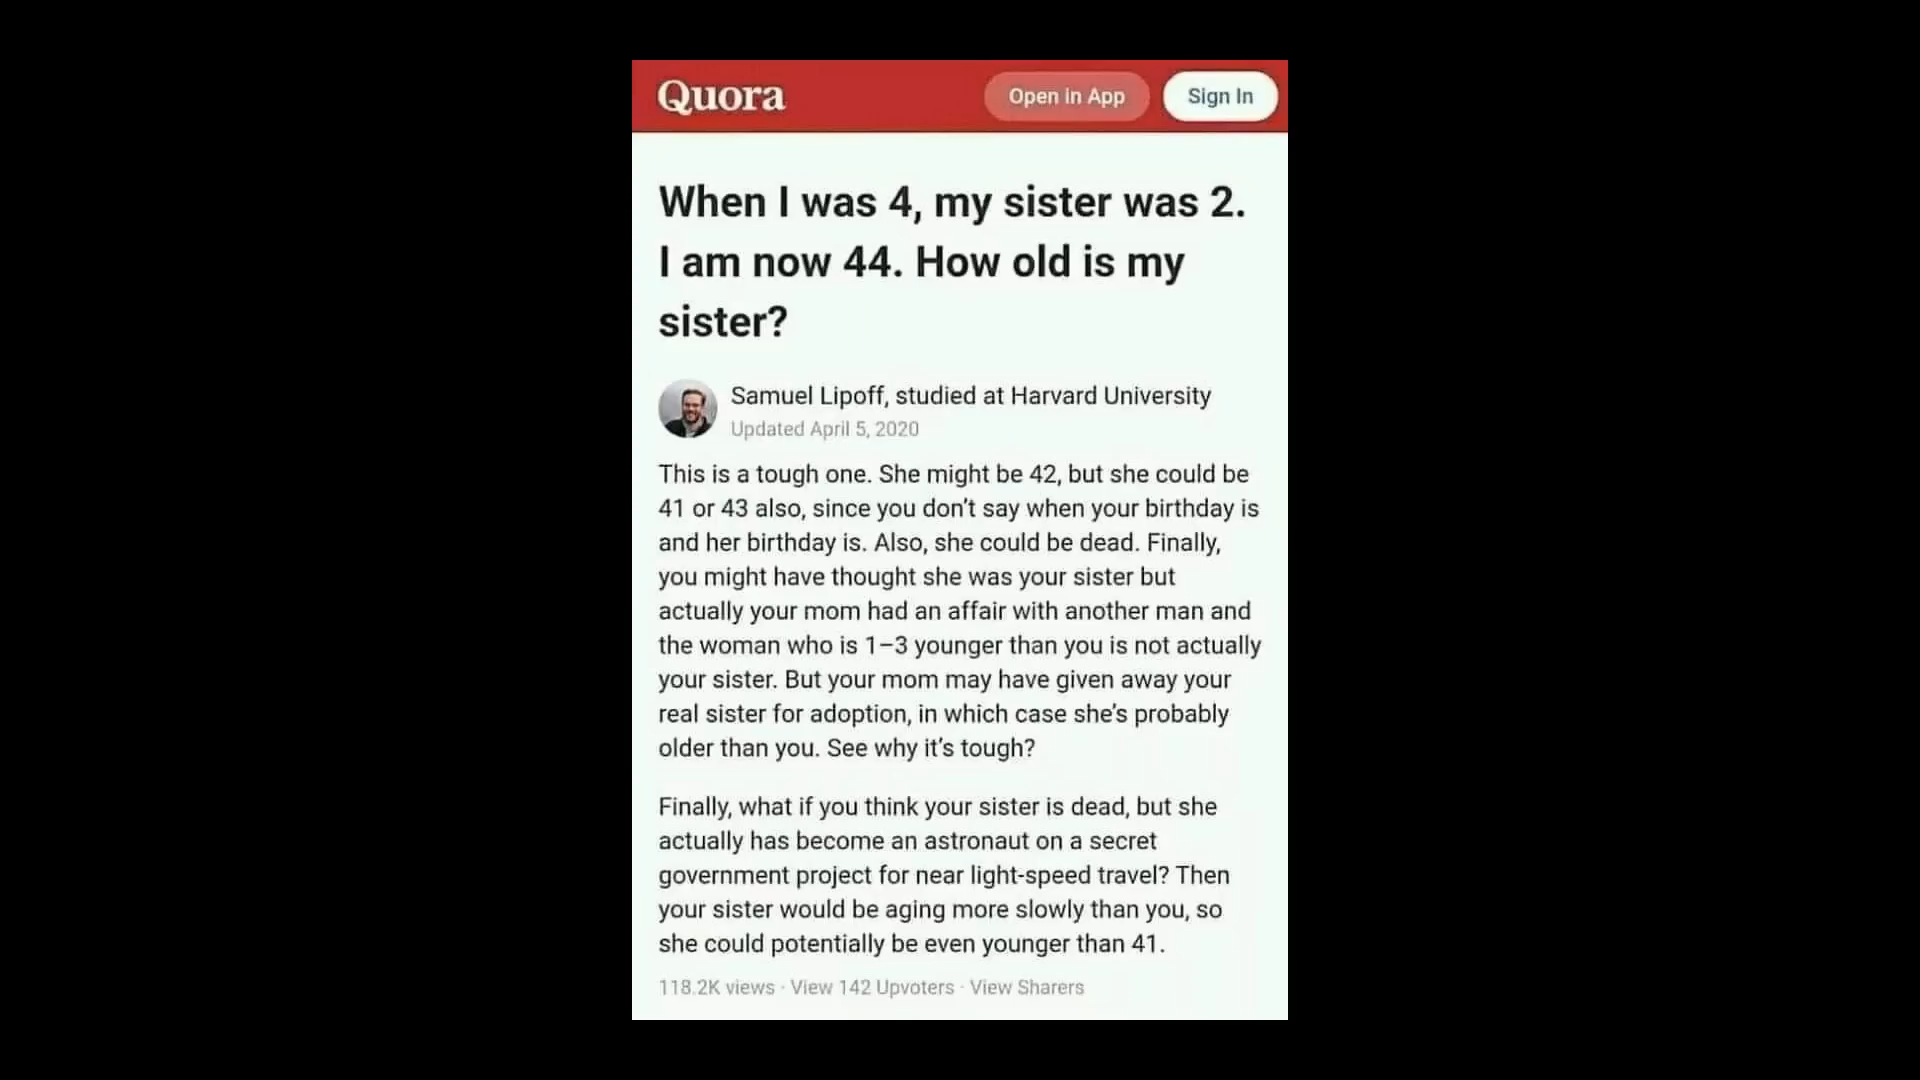 Quora
Open in App
Sign In
When I was 4, my sister was 2.
I am now 44. How old is my
sister?
Samuel Lipoff, studied at Harvard University
Updated April 5, 2020
This is a tough one. She might be 42, but she could be
41 or 43 also, since you don’t say when your birthday is
and her birthday is. Also, she could be dead. Finally,
you might have thought she was your sister but
actually your mom had an affair with another man and
the woman who is 1–3 younger than you is not actually
your sister. But your mom may have given away your
real sister for adoption, in which case she’s probably
older than you. See why it’s tough?
Finally, what if you think your sister is dead, but she
actually has become an astronaut on a secret
government project for near light-speed travel? Then
your sister would be aging more slowly than you, so
she could potentially be even younger than 41.
118.2K views · View 142 Upvoters · View Sharers